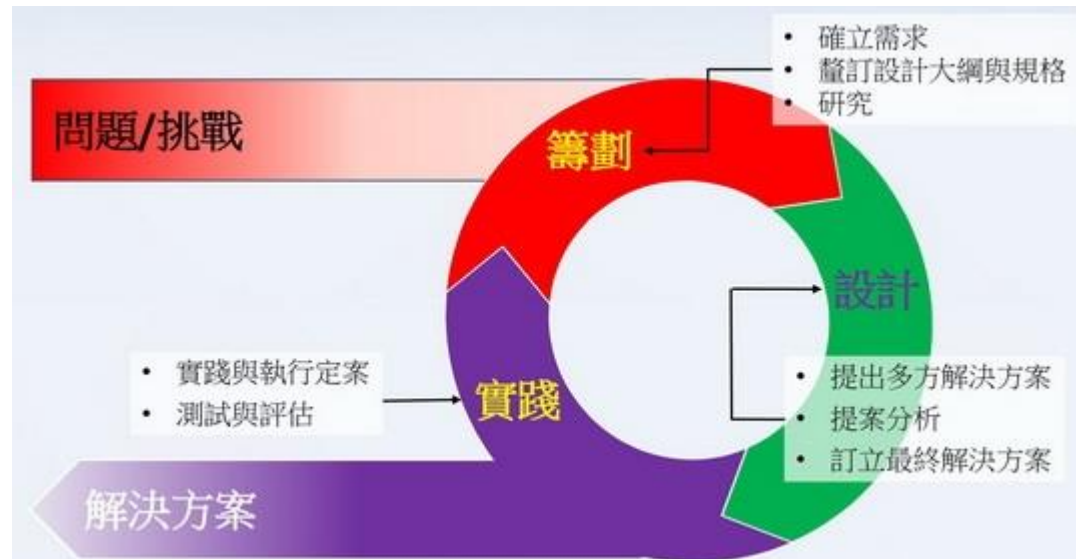 • 確立需求
• 釐訂設計大綱與規格
• 研究
問題/挑戰
籌劃
設計
• 實踐與執行定案
• 測試與評估
實踐
• 提出多方解決方案
• 提案分析
• 訂立最終解決方案
解決方案